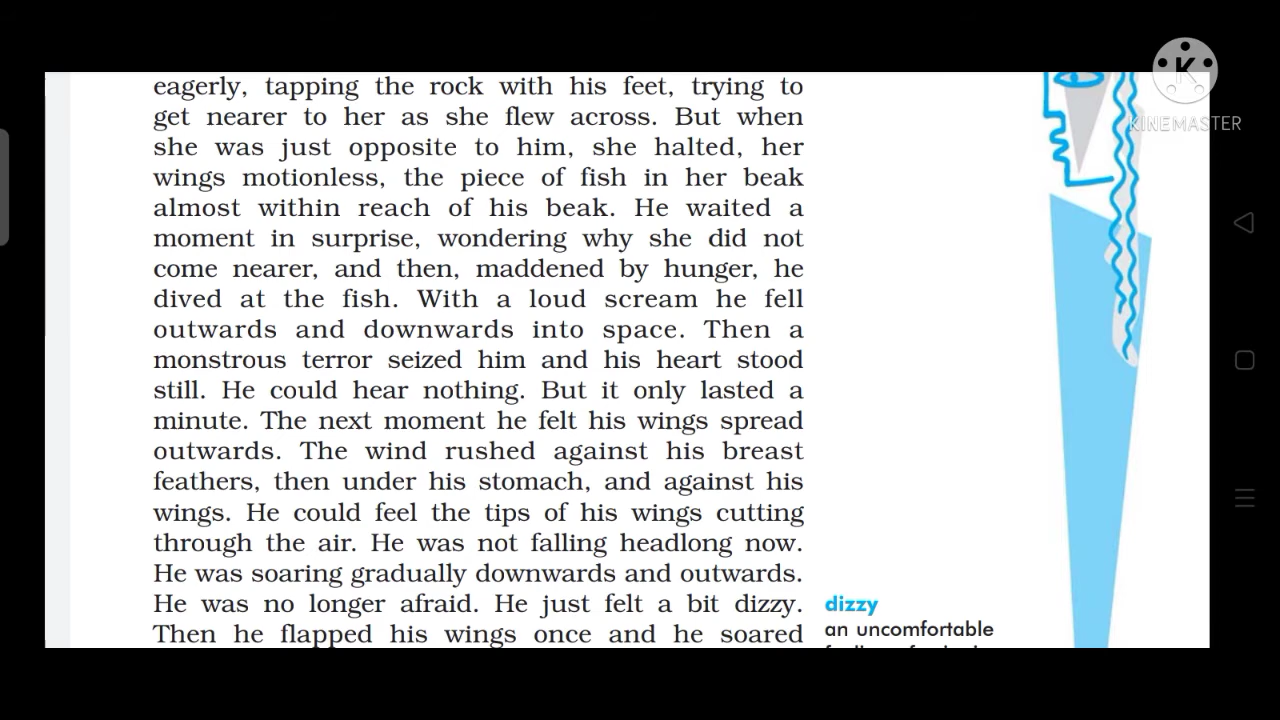 eagerly, tapping the rock with his feet, trying to
get nearer to her as she flew across. But when
she was just opposite to him, she halted, her
wings motionless, the piece of fish in her beak
almost within reach of his beak. He waited a
moment in surprise, wondering why she did not
come nearer, and then, maddened by hunger, he
dived at the fish. With a loud scream he fell
outwards and downwards into space. Then a
monstrous terror seized him and his heart stood
still. He could hear nothing. But it only lasted a
minute. The next moment he felt his wings spread
outwards. The wind rushed against his breast
feathers, then under his stomach, and against his
wings. He could feel the tips of his wings cutting
through the air. He was not falling headlong now.
He was soaring gradually downwards and outwards.
He was no longer afraid. He just felt a bit dizzy.
Then he flapped his wings once and he soared
dizzy
an uncomfortable
K
KINEMASTER